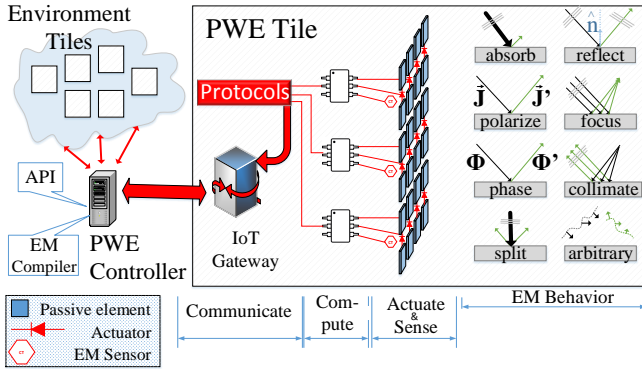 Environment
Tiles
PWE Tile
Protocols
API
EM
Compiler
PWE
Controller
IoT
Gateway
n̂
absorb
reflect
J⃗
J⃗’
polarize
focus
Φ
Φ’
phase
collimate
split
arbitrary
Passive element
Actuator
EM Sensor
Communicate
Com-
pute
Actuate
&
Sense
EM Behavior